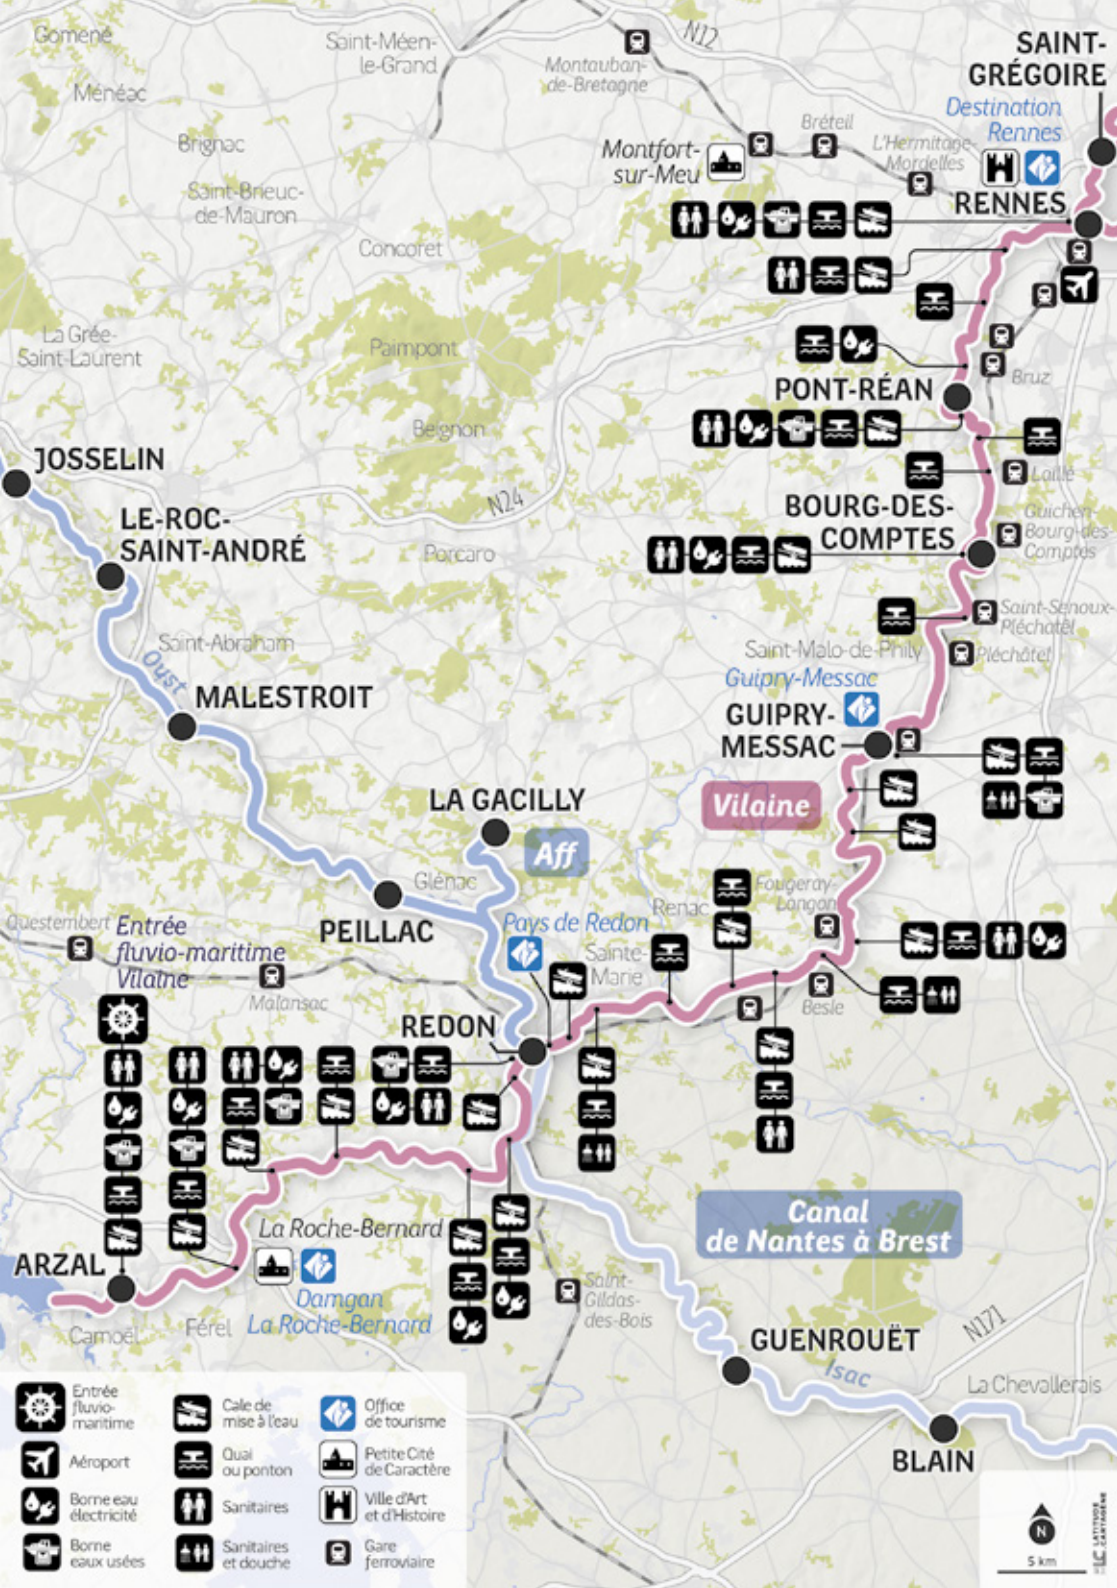 Gomené
Saint-Méen-
le-Grand
N12
SAINT-
GRÉGOIRE
Ménéac
Montauban-
de-Bretagne
Destination
Rennes
Brignac
Bréteil
Montfort-
sur-Meu
L'Hermitage-
Mordelles
Saint-Brieuc-
de-Mauron
RENNES
Concoret
La Grée-
Saint-Laurent
Paimpont
Bruz
PONT-RÉAN
Beignon
JOSSELIN
Laillé
N24
LE-ROC-
SAINT-ANDRÉ
BOURG-DES-
COMPTES
Guichen-
Bourg-des-
Comptes
Porcaro
Saint-Senoux-
Pléchâtel
Saint-Abraham
Saint-Malo-de-Phily
Pléchâtel
Oust
Guipry-Messac
MALESTROIT
GUIPRY-
MESSAC
LA GACILLY
Vilaine
Aff
Glénac
Fougeray-
Langon
Renac
PEILLAC
Questembert
Entrée
fluvio-maritime
Vilaine
Pays de Redon
Sainte-
Marie
Malansac
Besle
REDON
Canal
de Nantes à Brest
La Roche-Bernard
ARZAL
Damgan
La Roche-Bernard
Saint-
Gildas-
des-Bois
Camoël
Férel
N171
GUENROUËT
Isac
La Chevallerais
BLAIN
Entrée
fluvio-
maritime
Cale de
mise à l'eau
Office
de tourisme
Aéroport
Quai
ou ponton
Petite Cité
de Caractère
Borne eau
électricité
Sanitaires
Ville d'Art
et d'Histoire
Borne
eaux usées
Sanitaires
et douche
Gare
ferroviaire
N
5 km
LATITUDE
CARTAGÈNE